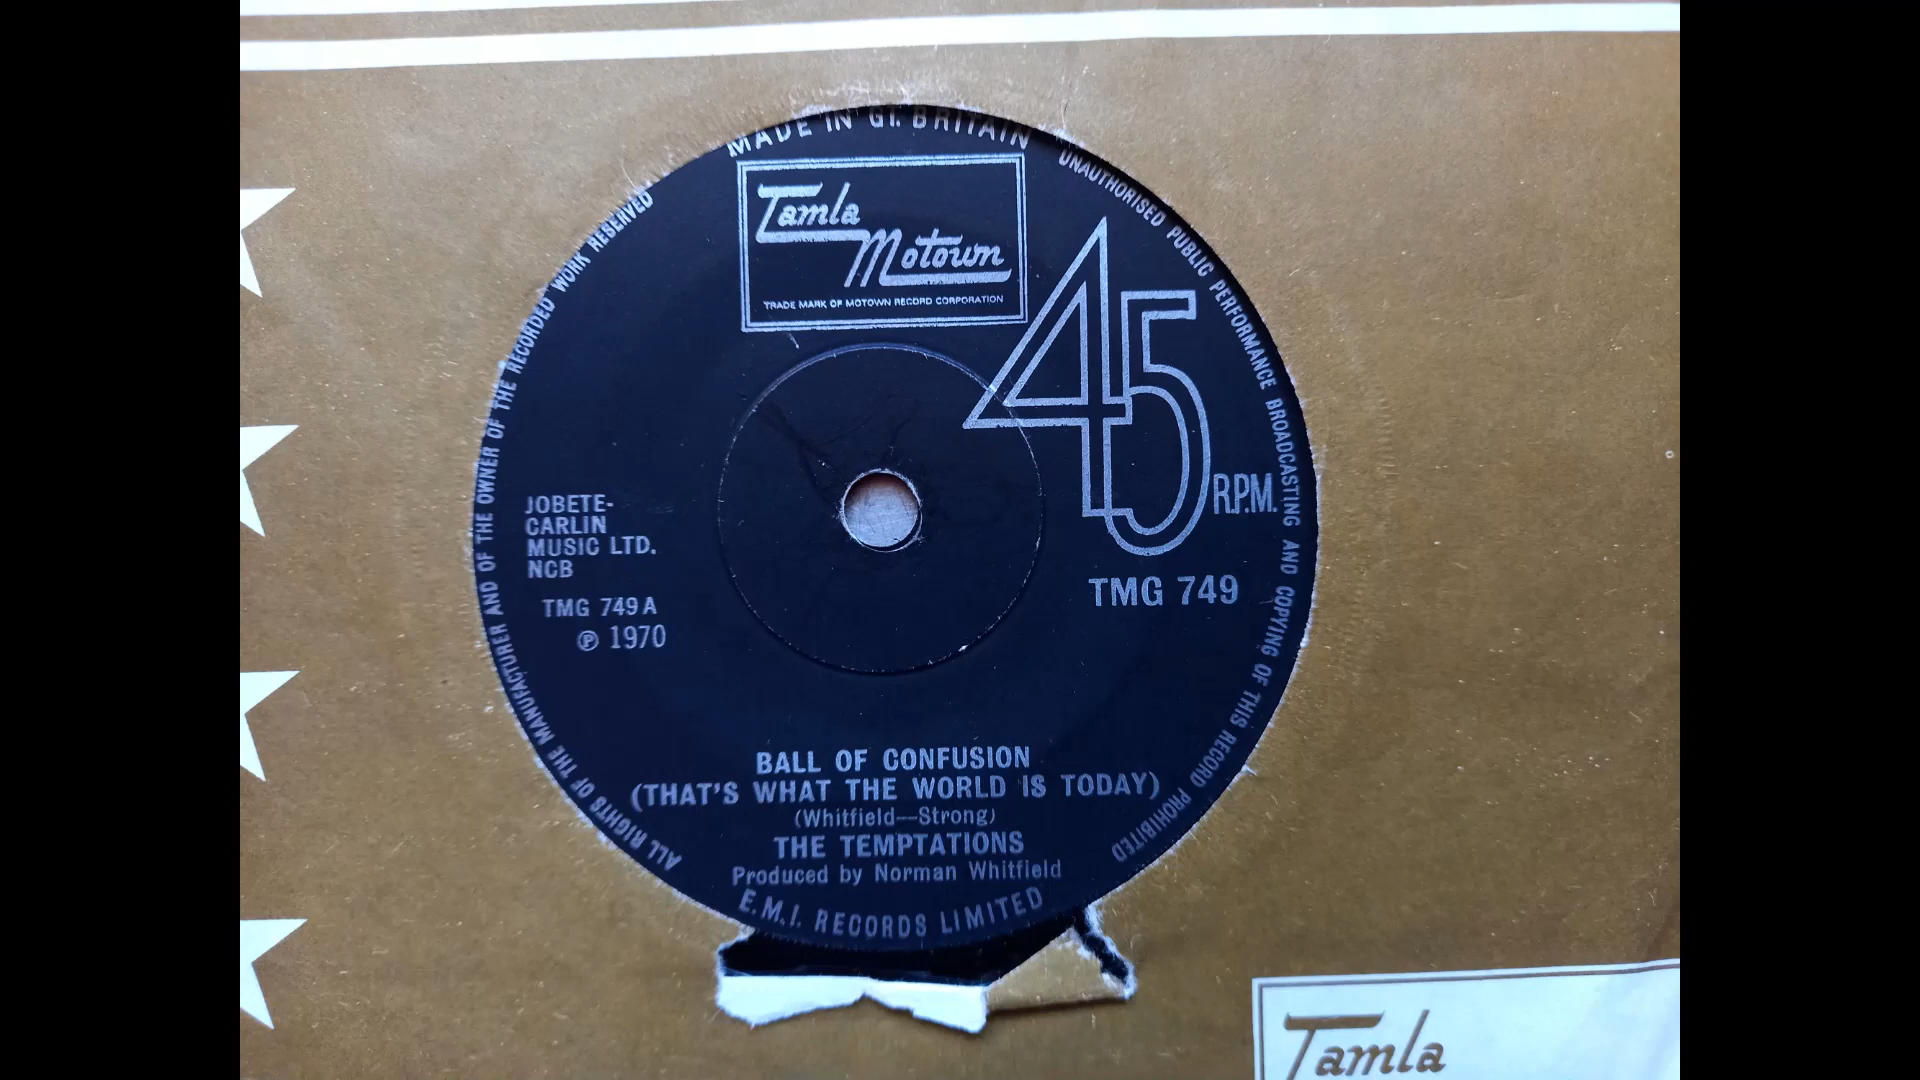 MADE IN GT. BRITAIN
UNAUTHORISED PUBLIC PERFORMANCE BROADCASTING AND COPYING OF THIS RECORD PROHIBITED
ALL RIGHTS OF THE MANUFACTURER AND OF THE OWNER OF THE RECORDED WORK RESERVED
Tamla
Motown
TRADE MARK OF MOTOWN RECORD CORPORATION
45
R.P.M.
JOBETE-
CARLIN
MUSIC LTD.
NCB
TMG 749A
℗ 1970
TMG 749
BALL OF CONFUSION
(THAT'S WHAT THE WORLD IS TODAY)
(Whitfield—Strong)
THE TEMPTATIONS
Produced by Norman Whitfield
E.M.I. RECORDS LIMITED
Tamla